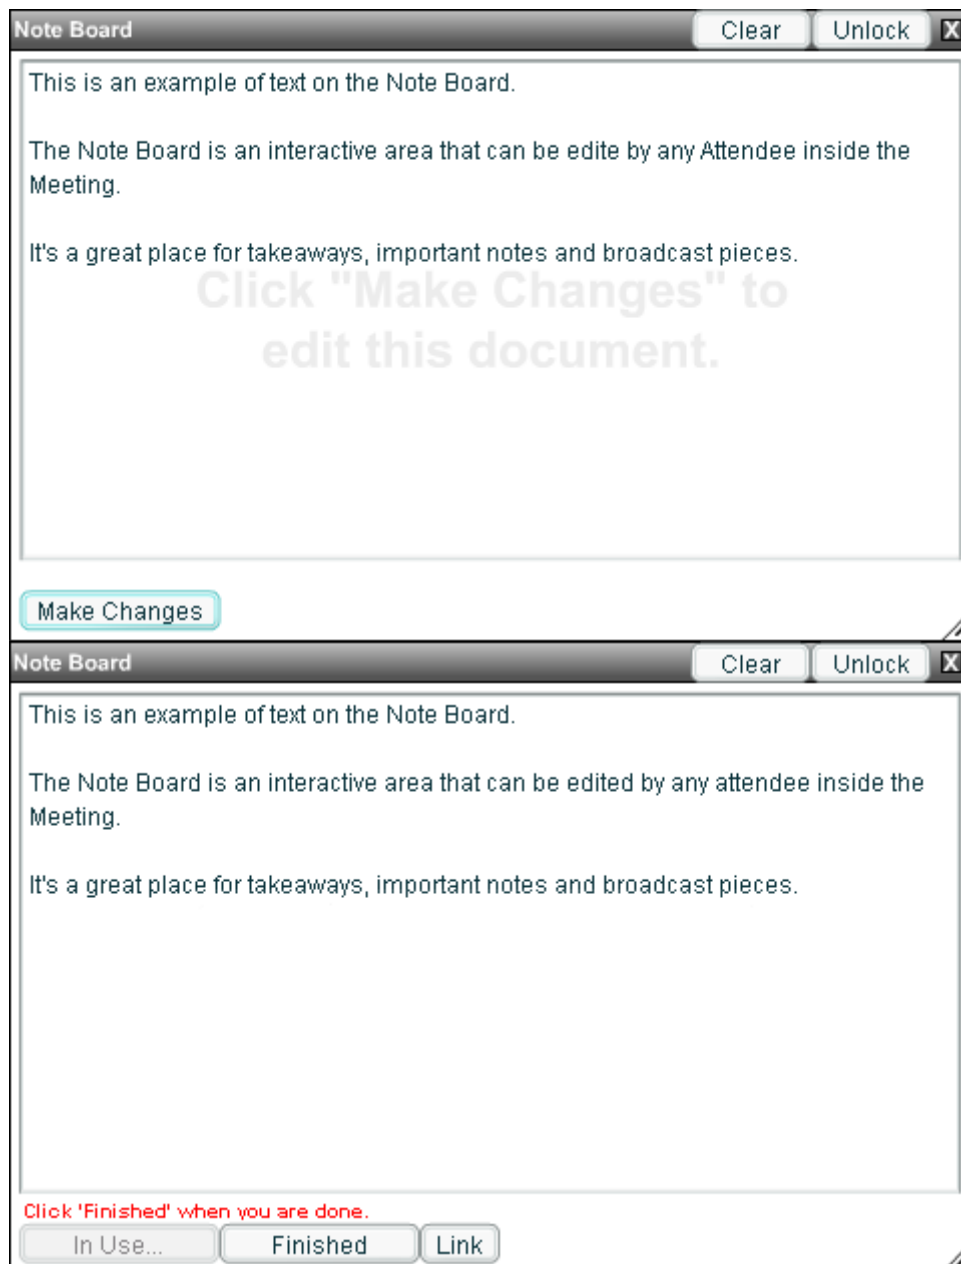 Note Board Clear Unlock X
This is an example of text on the Note Board.
The Note Board is an interactive area that can be edite by any Attendee inside the
Meeting.
It's a great place for takeaways, important notes and broadcast pieces.
Click "Make Changes" to
edit this document.
Make Changes
Note Board Clear Unlock X
This is an example of text on the Note Board.
The Note Board is an interactive area that can be edited by any attendee inside the
Meeting.
It's a great place for takeaways, important notes and broadcast pieces.
Click 'Finished' when you are done.
In Use... Finished Link